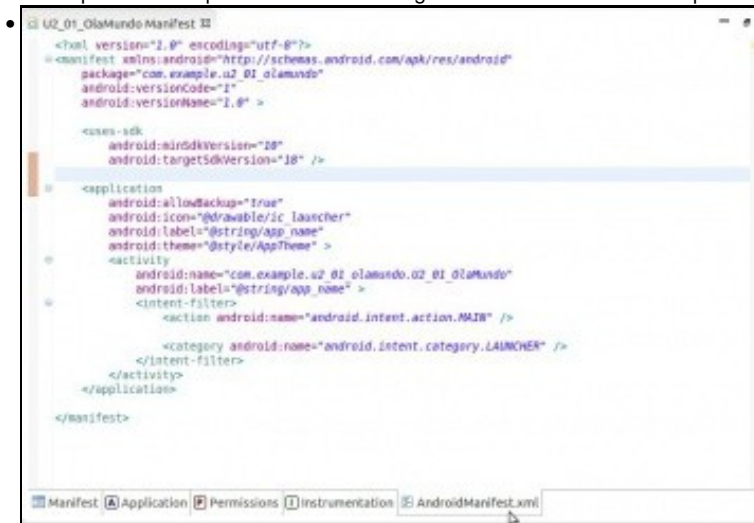 U2_01_OlaMundo Manifest
<?xml version="1.0" encoding="utf-8"?>
<manifest xmlns:android="http://schemas.android.com/apk/res/android"
package="com.example.u2_01_olamundo"
android:versionCode="1"
android:versionName="1.0" >
<uses-sdk
android:minSdkVersion="10"
android:targetSdkVersion="18" />
<application
android:allowBackup="true"
android:icon="@drawable/ic_launcher"
android:label="@string/app_name"
android:theme="@style/AppTheme" >
<activity
android:name="com.example.u2_01_olamundo.U2_01_OlaMundo"
android:label="@string/app_name" >
<intent-filter>
<action android:name="android.intent.action.MAIN" />
<category android:name="android.intent.category.LAUNCHER" />
</intent-filter>
</activity>
</application>
</manifest>
Manifest A Application P Permissions I Instrumentation AndroidManifest.xml